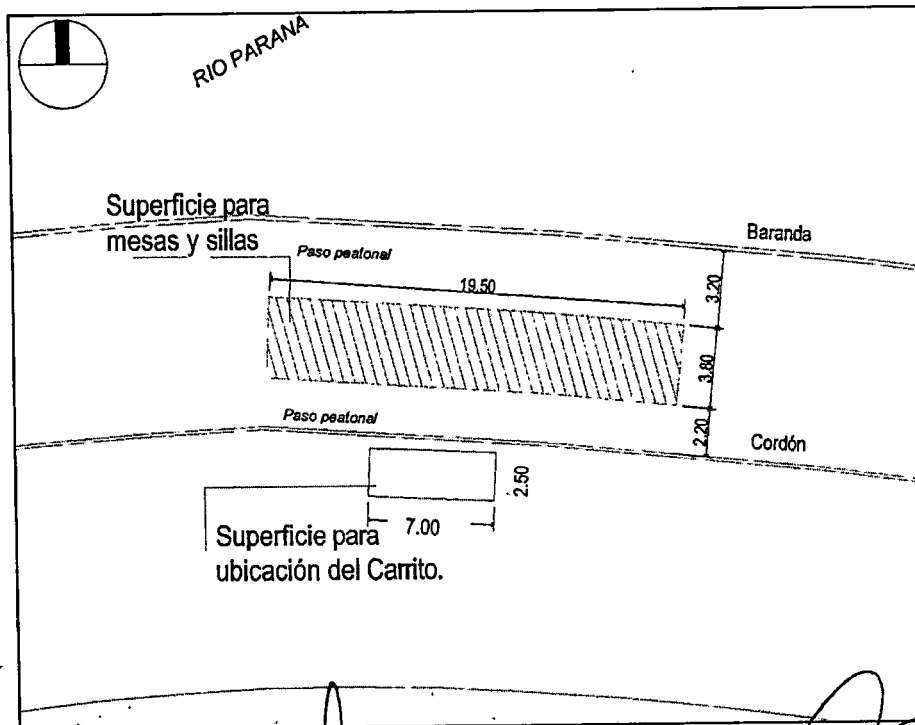 RIO PARANA
Superficie para
mesas y sillas
Baranda
Paso peatonal
19.50
3.20
3.80
Paso peatonal
2.20
Cordón
2.50
7.00
Superficie para
ubicación del Carrito.